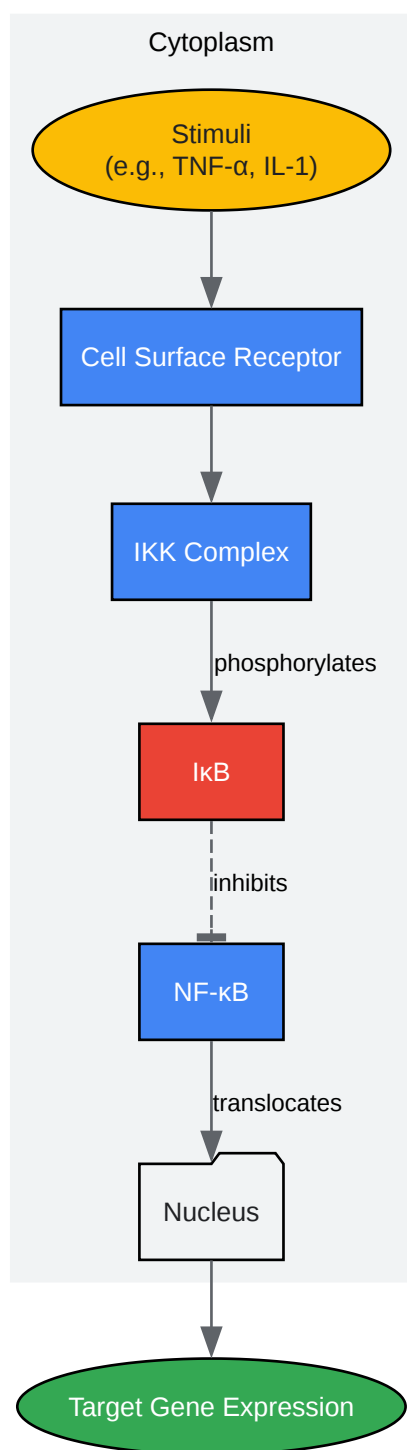 Cytoplasm
Stimuli
(e.g., TNF-α, IL-1)
Cell Surface Receptor
IKK Complex
phosphorylates
IκB
inhibits
NF-κB
translocates
Nucleus
Target Gene Expression